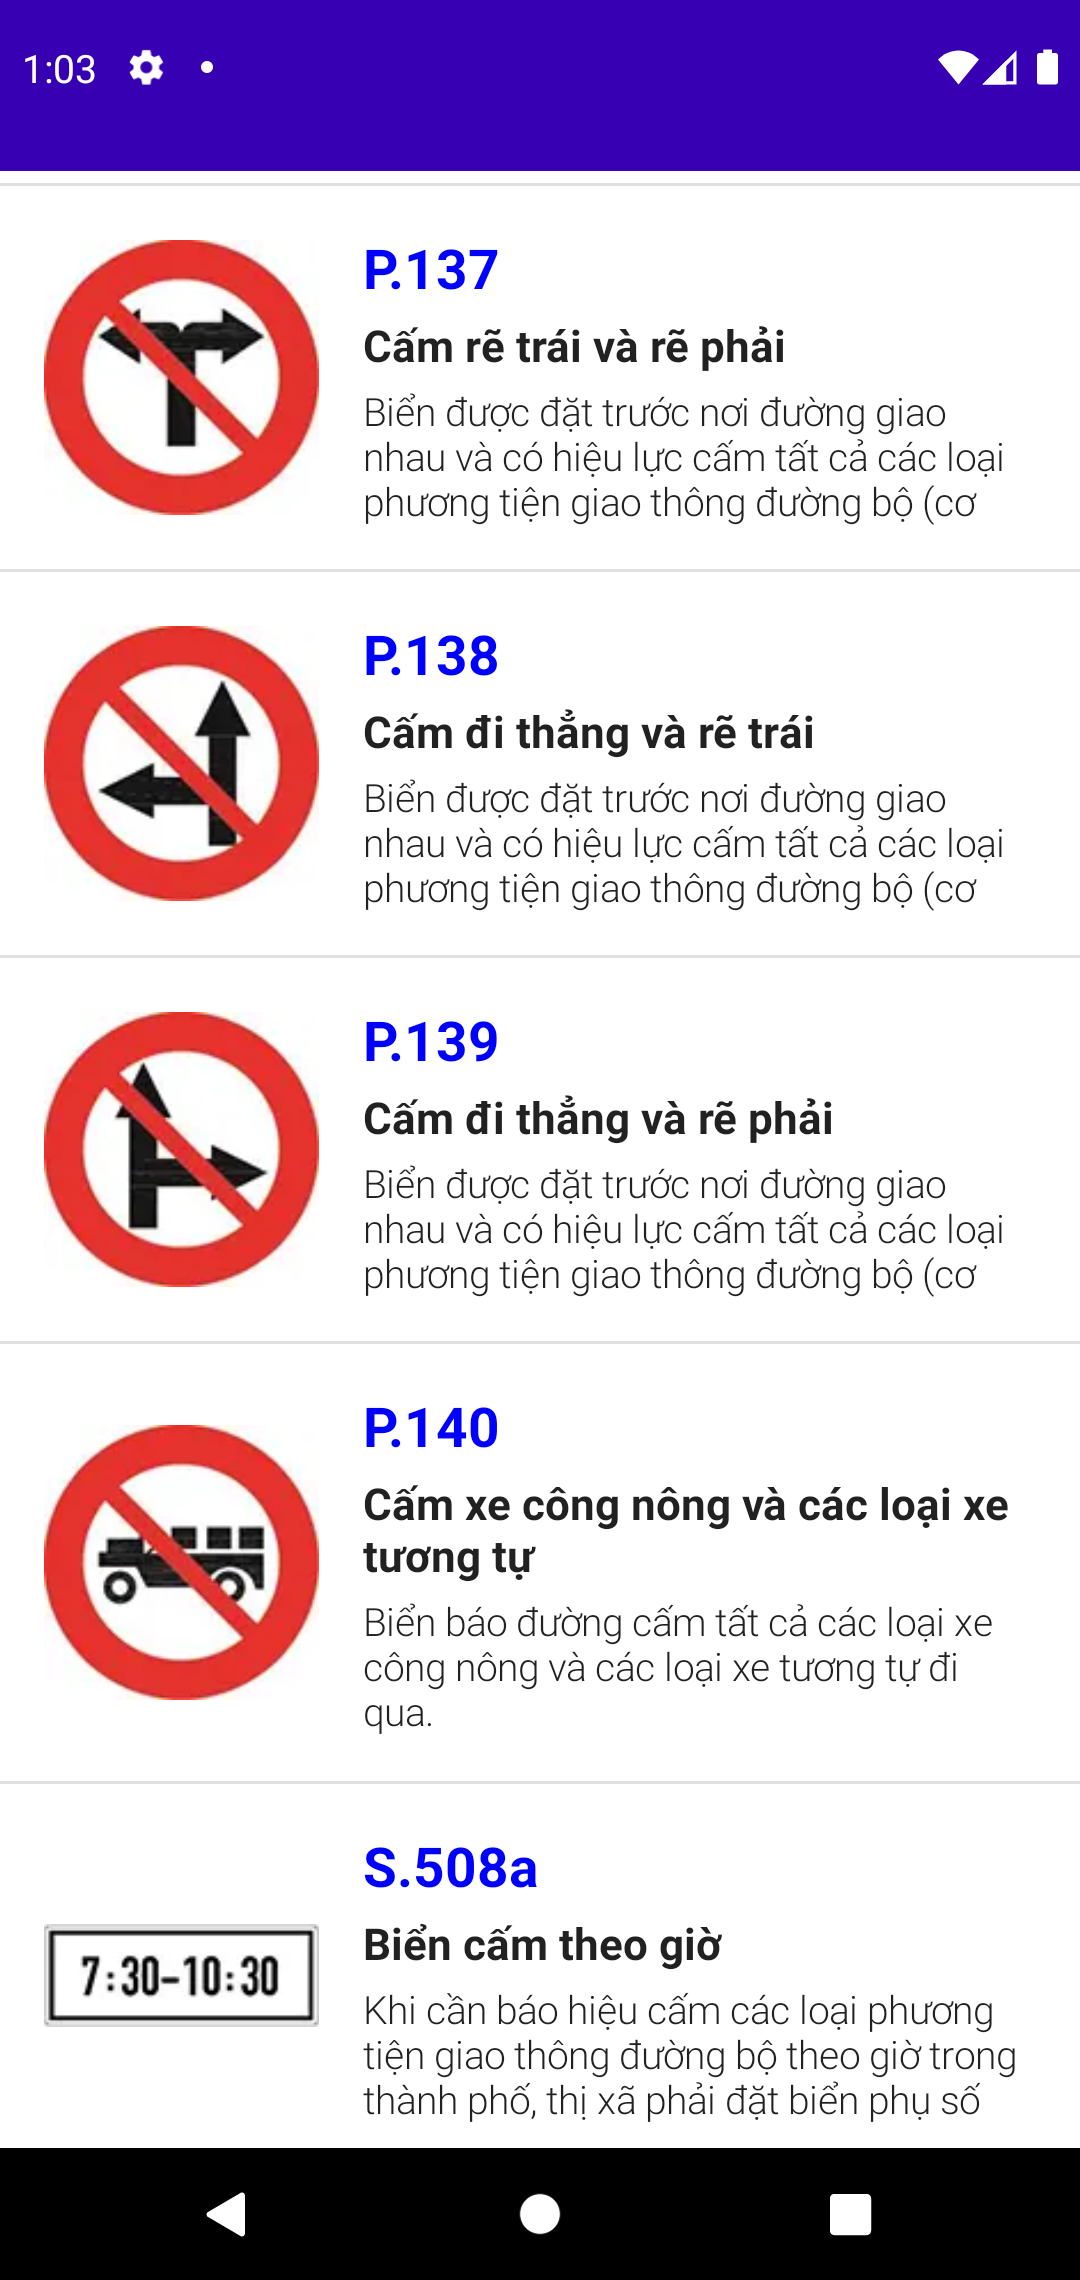 1:03
P.137
Cấm rẽ trái và rẽ phải
Biển được đặt trước nơi đường giao
nhau và có hiệu lực cấm tất cả các loại
phương tiện giao thông đường bộ (cơ
P.138
Cấm đi thẳng và rẽ trái
Biển được đặt trước nơi đường giao
nhau và có hiệu lực cấm tất cả các loại
phương tiện giao thông đường bộ (cơ
P.139
Cấm đi thẳng và rẽ phải
Biển được đặt trước nơi đường giao
nhau và có hiệu lực cấm tất cả các loại
phương tiện giao thông đường bộ (cơ
P.140
Cấm xe công nông và các loại xe
tương tự
Biển báo đường cấm tất cả các loại xe
công nông và các loại xe tương tự đi
qua.
7:30-10:30
S.508a
Biển cấm theo giờ
Khi cần báo hiệu cấm các loại phương
tiện giao thông đường bộ theo giờ trong
thành phố, thị xã phải đặt biển phụ số